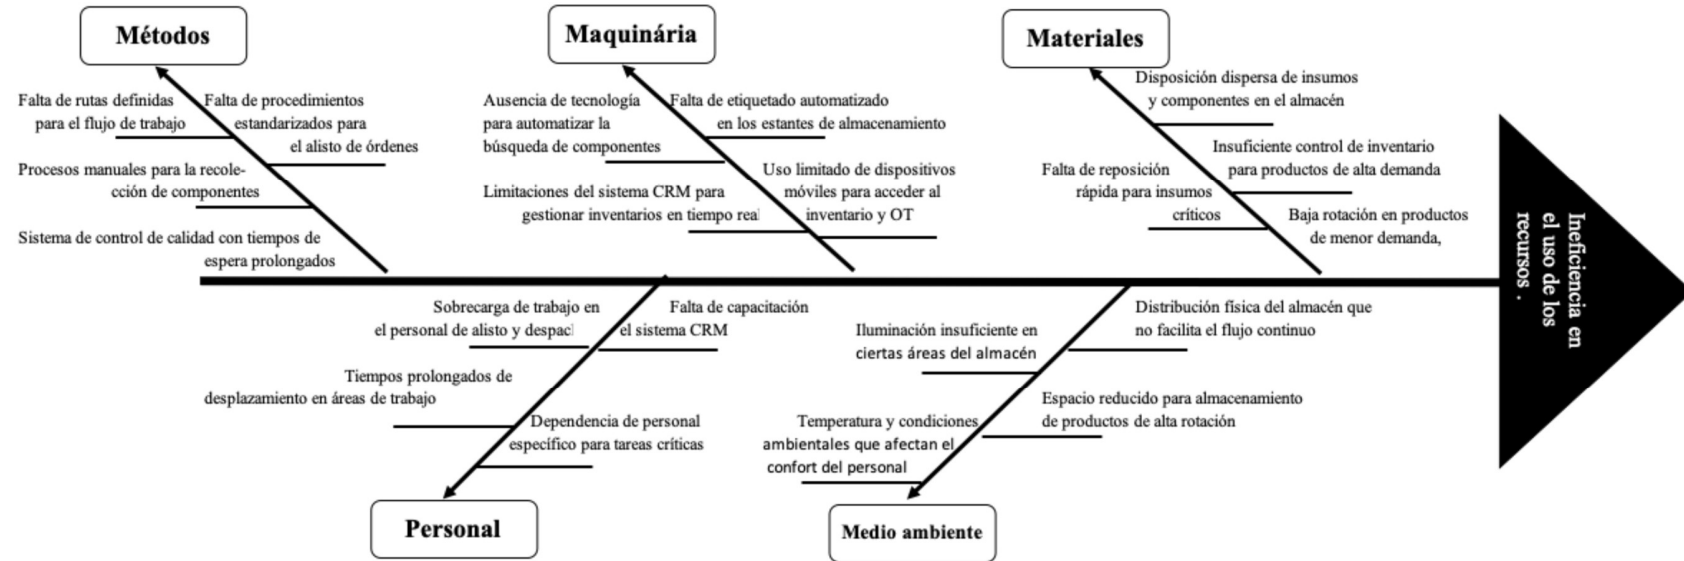 Métodos
Falta de rutas definidas
para el flujo de trabajo
Falta de procedimientos
estandarizados para
el alisto de órdenes
Procesos manuales para la recole-
cción de componentes
Sistema de control de calidad con tiempos de
espera prolongados
Maquinária
Ausencia de tecnología
para automatizar la
búsqueda de componentes
Falta de etiquetado automatizado
en los estantes de almacenamiento
Limitaciones del sistema CRM para
gestionar inventarios en tiempo real
Uso limitado de dispositivos
móviles para acceder al
inventario y OT
Materiales
Disposición dispersa de insumos
y componentes en el almacén
Insuficiente control de inventario
para productos de alta demanda
Falta de reposición
rápida para insumos
críticos
Baja rotación en productos
de menor demanda,
Ineficiencia en
el uso de los
recursos .
Sobrecarga de trabajo en
el personal de alisto y despac
Falta de capacitación
el sistema CRM
Tiempos prolongados de
desplazamiento en áreas de trabajo
Dependencia de personal
específico para tareas críticas
Personal
Iluminación insuficiente en
ciertas áreas del almacén
Distribución física del almacén que
no facilita el flujo continuo
Temperatura y condiciones
ambientales que afectan el
confort del personal
Espacio reducido para almacenamiento
de productos de alta rotación
Medio ambiente